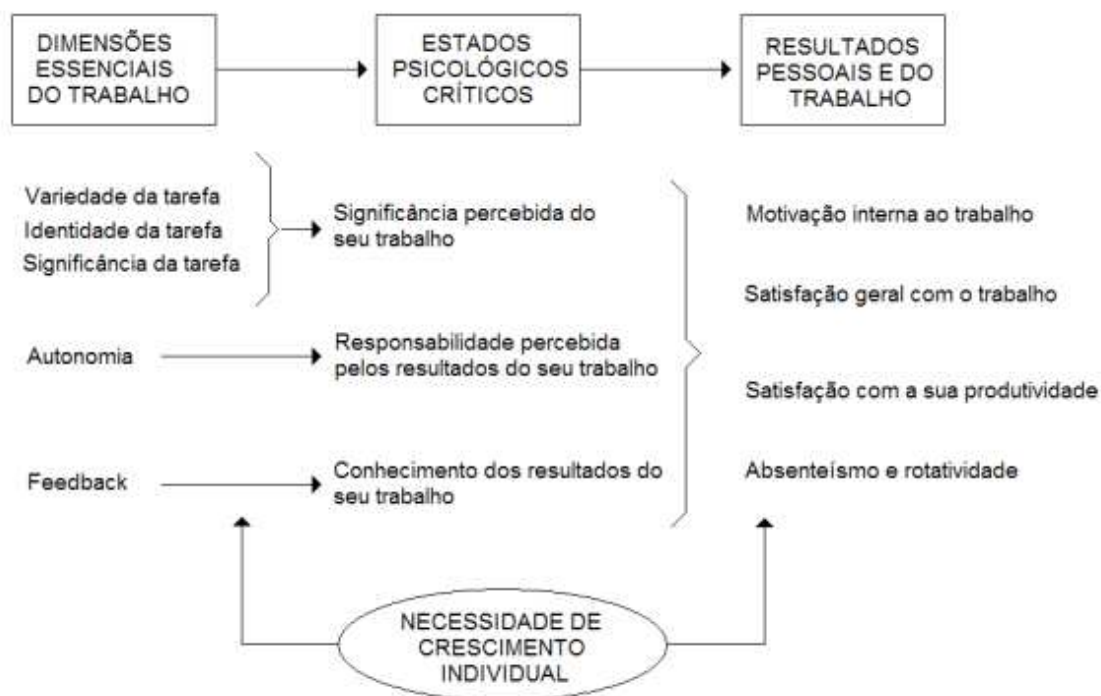 DIMENSÕES
ESSENCIAIS
DO TRABALHO
ESTADOS
PSICOLÓGICOS
CRÍTICOS
RESULTADOS
PESSOAIS E DO
TRABALHO
Variedade da tarefa
Identidade da tarefa
Significância da tarefa
Significância percebida do
seu trabalho
Autonomia
Responsabilidade percebida
pelos resultados do seu trabalho
Feedback
Conhecimento dos resultados do
seu trabalho
Motivação interna ao trabalho
Satisfação geral com o trabalho
Satisfação com a sua produtividade
Absenteísmo e rotatividade
NECESSIDADE DE
CRESCIMENTO
INDIVIDUAL